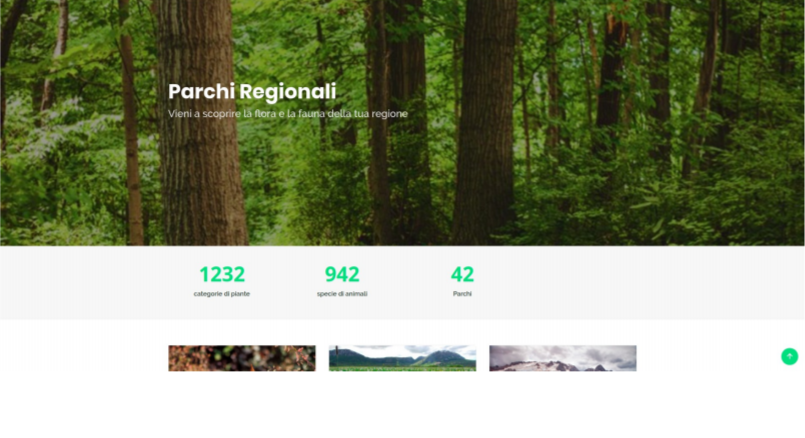 Parchi Regionali
Vieni a scoprire la flora e la fauna della tua regione
1232
categorie di piante
942
specie di animali
42
Parchi